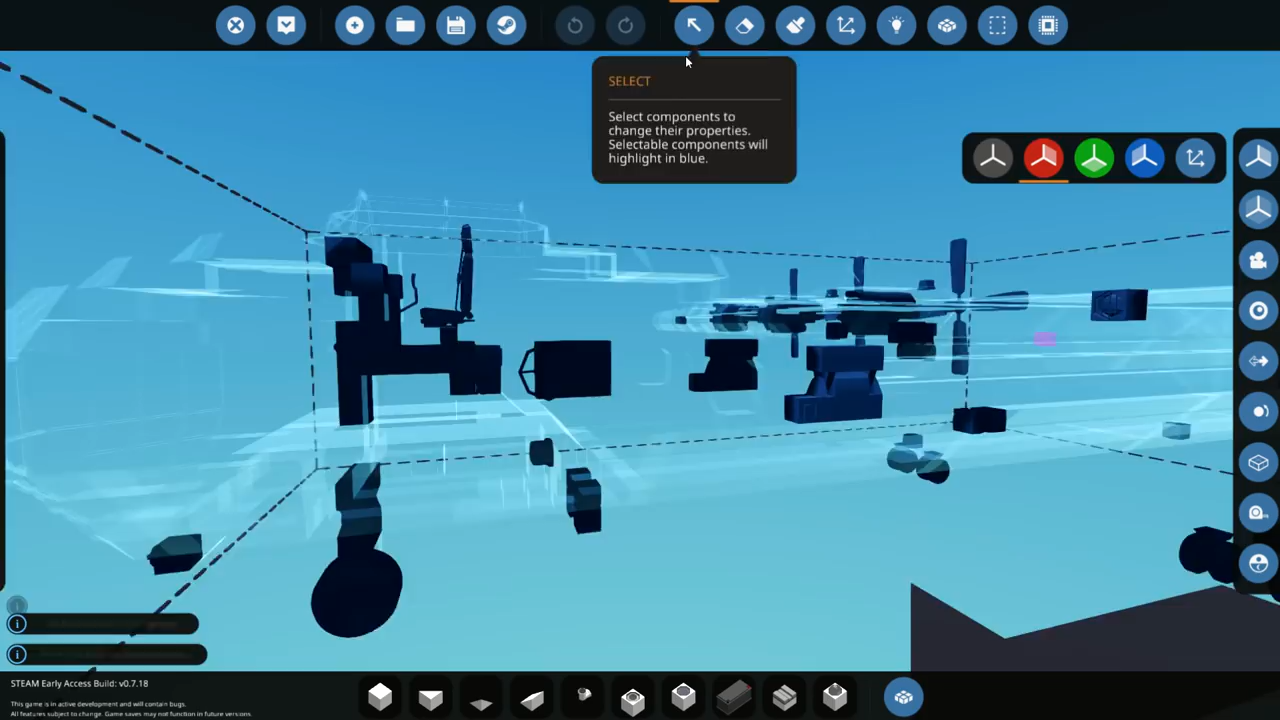 SELECT
Select components to
change their properties.
Selectable components will
highlight in blue.
STEAM Early Access Build: v0.7.18
This game is in active development and will contain bugs.
All features subject to change. Game saves may not function in future versions.